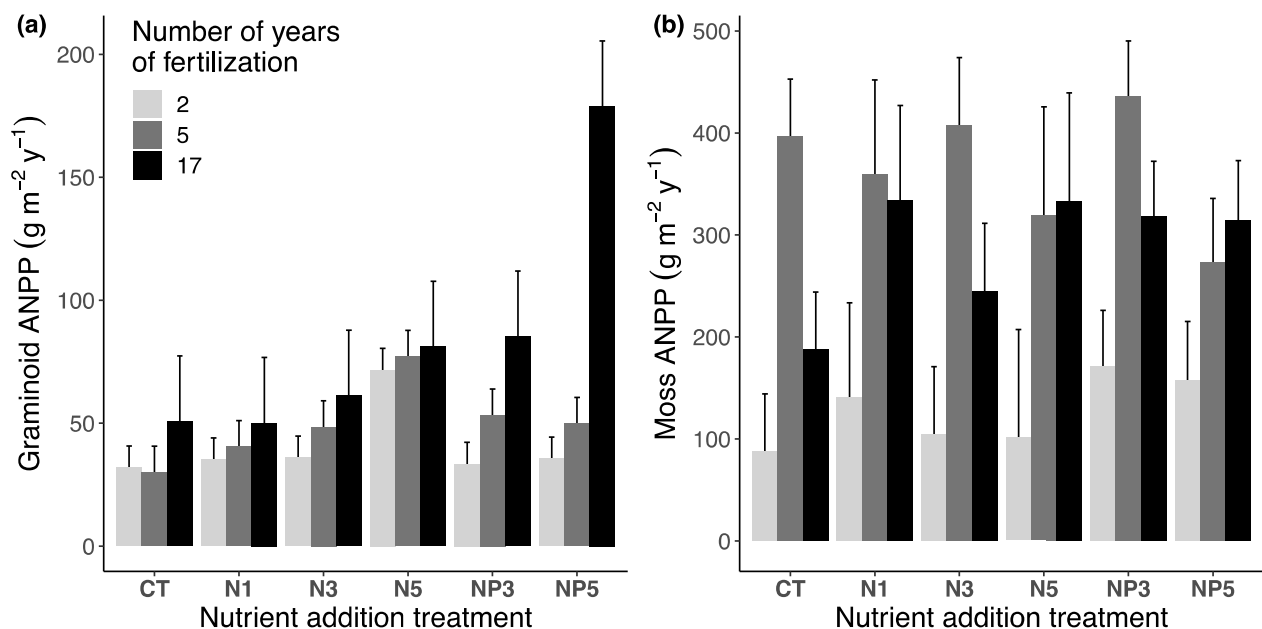 (a)
Number of years
of fertilization
2
5
17
Graminoid ANPP (g m⁻² y⁻¹)
200
150
100
50
0
CT N1 N3 N5 NP3 NP5
Nutrient addition treatment
(b)
Moss ANPP (g m⁻² y⁻¹)
500
400
300
200
100
0
CT N1 N3 N5 NP3 NP5
Nutrient addition treatment